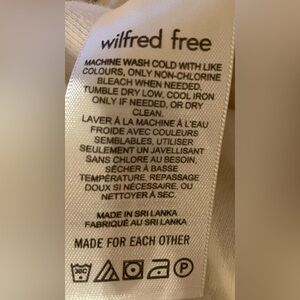 wilfred free
MACHINE WASH COLD WITH LIKE
COLOURS, ONLY NON-CHLORINE
BLEACH WHEN NEEDED,
TUMBLE DRY LOW, COOL IRON
ONLY IF NEEDED, OR DRY
CLEAN.
LAVER À LA MACHINE À L'EAU
FROIDE AVEC COULEURS
SEMBLABLES, UTILISER
SEULEMENT UN JAVELLISANT
SANS CHLORE AU BESOIN,
SÉCHER À BASSE
TEMPÉRATURE, REPASSAGE
DOUX SI NÉCESSAIRE, OU
NETTOYER À SEC.
MADE IN SRI LANKA
FABRIQUÉ AU SRI LANKA
MADE FOR EACH OTHER
30C P